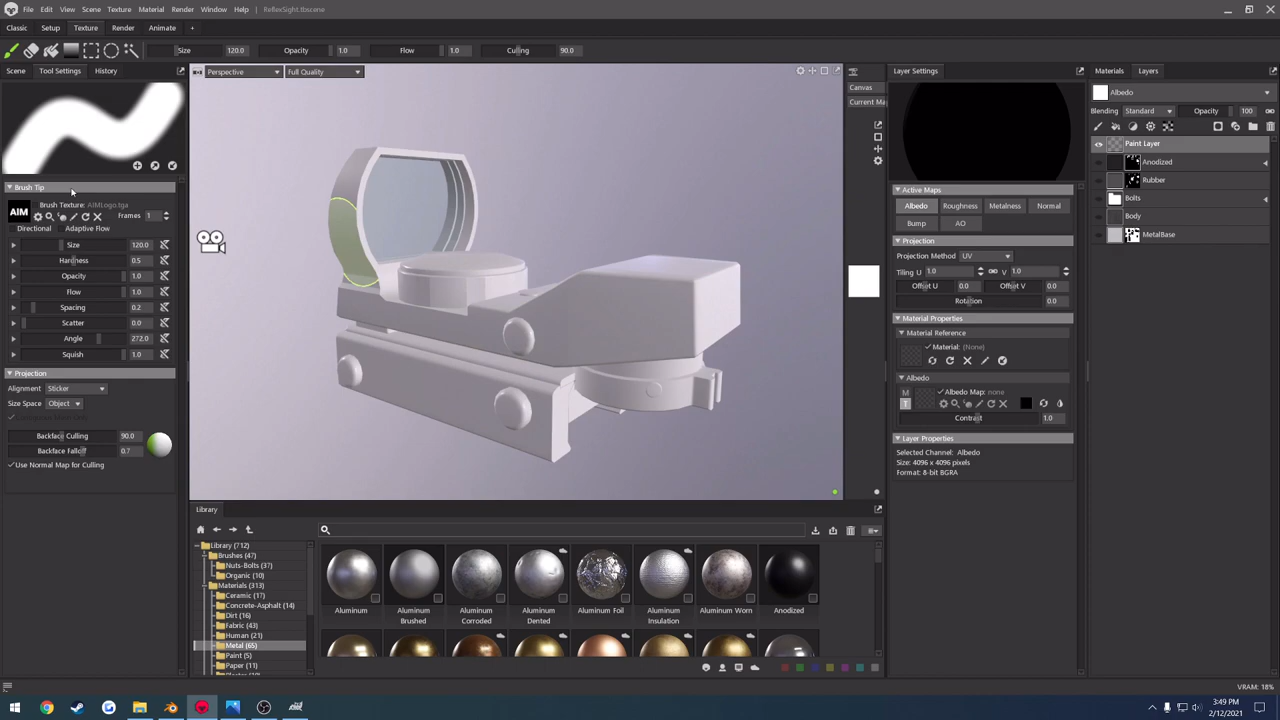 File Edit View Scene Texture Material Render Window Help ReflexSight.tbscene
Classic Setup Texture Render Animate +
Size 120.0 Opacity 1.0 Flow 1.0 Culling 90.0
Scene Tool Settings History
Perspective Full Quality
Canvas
Current Ma
Layer Settings
Materials Layers
Albedo
Blending Standard Opacity 100
Paint Layer
Anodized
Rubber
Bolts
Body
MetalBase
Brush Tip
AIM
Brush Texture: AIMLogo.tga
Frames 1
Directional Adaptive Flow
Size 120.0
Hardness 0.5
Opacity 1.0
Flow 1.0
Spacing 0.2
Scatter 0.0
Angle 272.0
Squish 1.0
Projection
Alignment Sticker
Size Space Object
Backface Culling 90.0
Backface Falloff 0.7
Use Normal Map for Culling
Active Maps
Albedo Roughness Metalness Normal
Bump AO
Projection
Projection Method UV
Tiling U 1.0 V 1.0
Offset U 0.0 Offset V 0.0
Rotation 0.0
Material Properties
Material Reference
Material: (None)
Albedo
M
T
Albedo Map: none
Contrast 1.0
Layer Properties
Selected Channel: Albedo
Size: 4096 x 4096 pixels
Format: 8-bit BGRA
Library
Library (712)
Brushes (47)
Nuts-Bolts (37)
Organic (10)
Materials (313)
Ceramic (17)
Concrete-Asphalt (14)
Dirt (16)
Fabric (43)
Human (21)
Metal (65)
Paint (5)
Paper (11)
Aluminum
Aluminum Brushed
Aluminum Corroded
Aluminum Dented
Aluminum Foil
Aluminum Insulation
Aluminum Worn
Anodized
VRAM: 18%
3:49 PM
2/12/2021